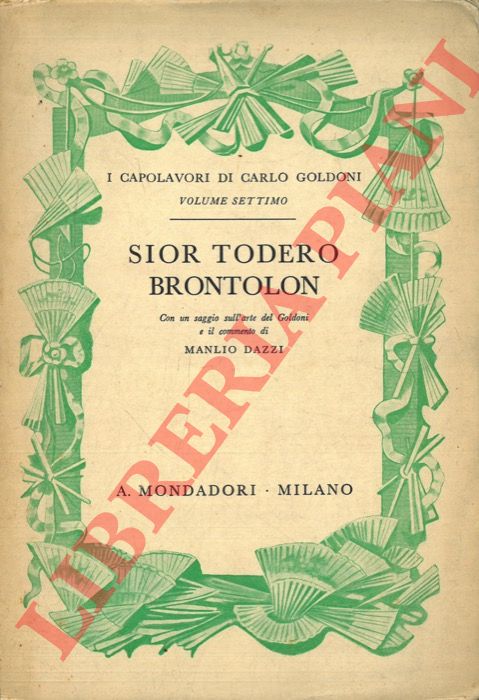 I CAPOLAVORI DI CARLO GOLDONI
VOLUME SETTIMO
SIOR TODERO
BRONTOLON
Con un saggio sull'arte del Goldoni
e il commento di
MANLIO DAZZI
A. MONDADORI · MILANO
LIBRERIA PIANI